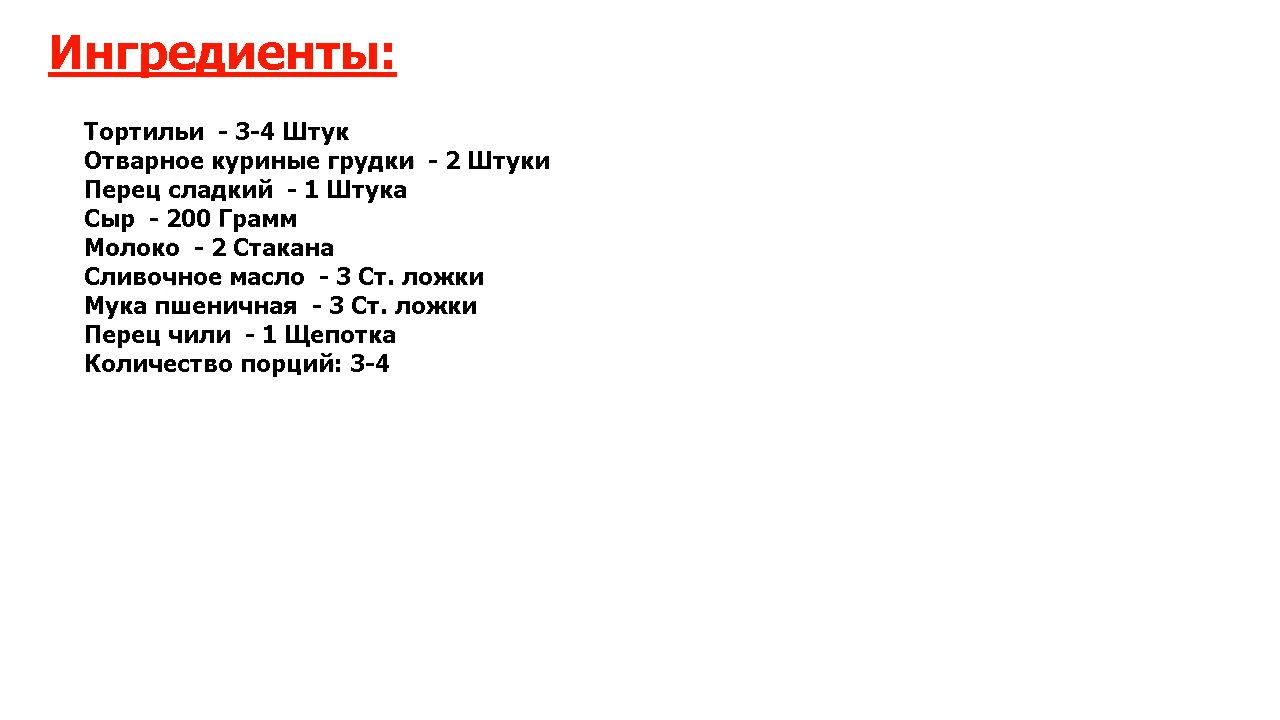 Ингредиенты:
Тортильи - 3-4 Штук
Отварное куриные грудки - 2 Штуки
Перец сладкий - 1 Штука
Сыр - 200 Грамм
Молоко - 2 Стакана
Сливочное масло - 3 Ст. ложки
Мука пшеничная - 3 Ст. ложки
Перец чили - 1 Щепотка
Количество порций: 3-4